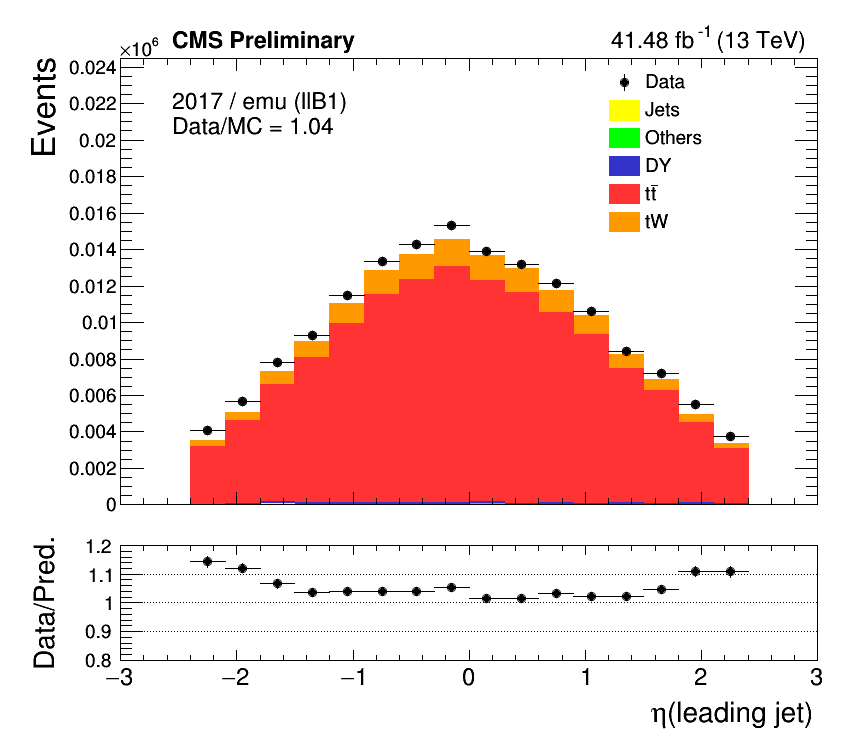 ×10⁶ CMS Preliminary 41.48 fb⁻¹ (13 TeV)
Events
0.024
0.022
0.02
0.018
0.016
0.014
0.012
0.01
0.008
0.006
0.004
0.002
0
2017 / emu (llB1)
Data/MC = 1.04
Data
Jets
Others
DY
tt̄
tW
Data/Pred.
1.2
1.1
1
0.9
0.8
−3 −2 −1 0 1 2 3
η(leading jet)